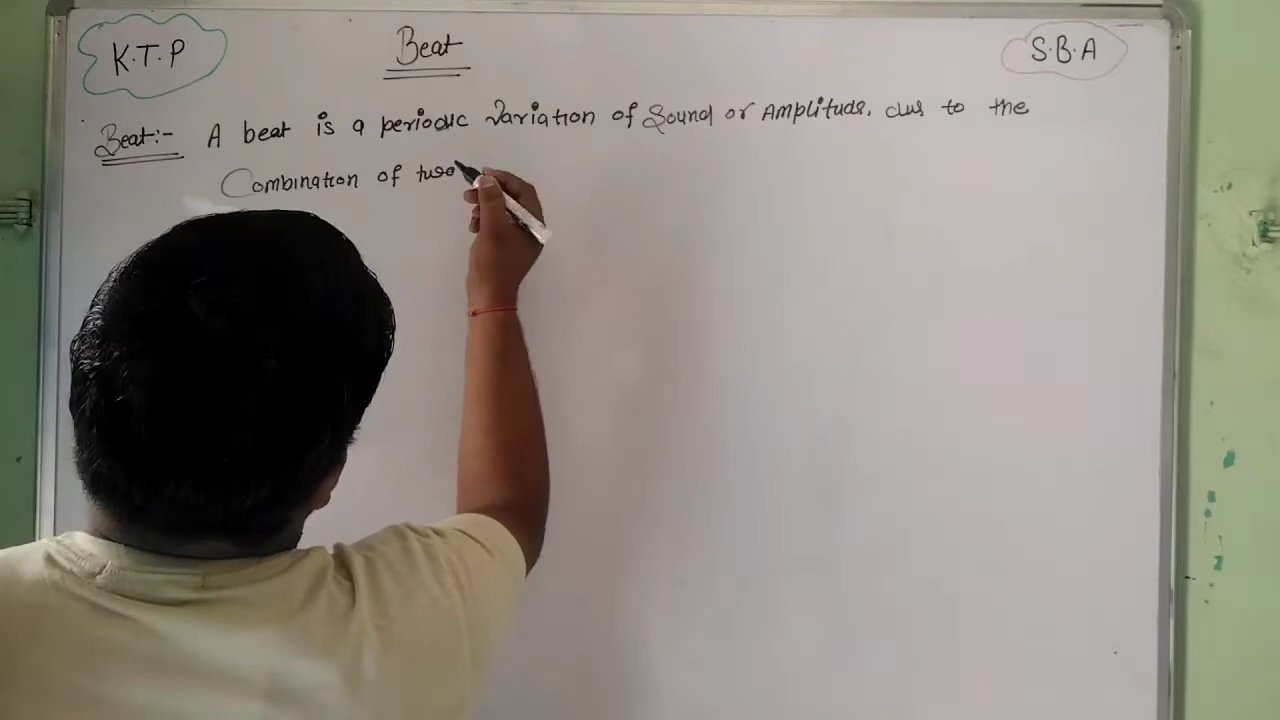 K.T.P
Beat
S.B.A
Beat:- A beat is a periodic variation of Sound or Amplitude, due to the
Combination of two